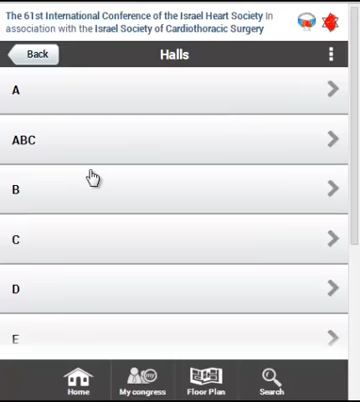 The 61st International Conference of the Israel Heart Society In
association with the Israel Society of Cardiothoracic Surgery
Back
Halls
A
ABC
B
C
D
E
Home
My congress
Floor Plan
Search